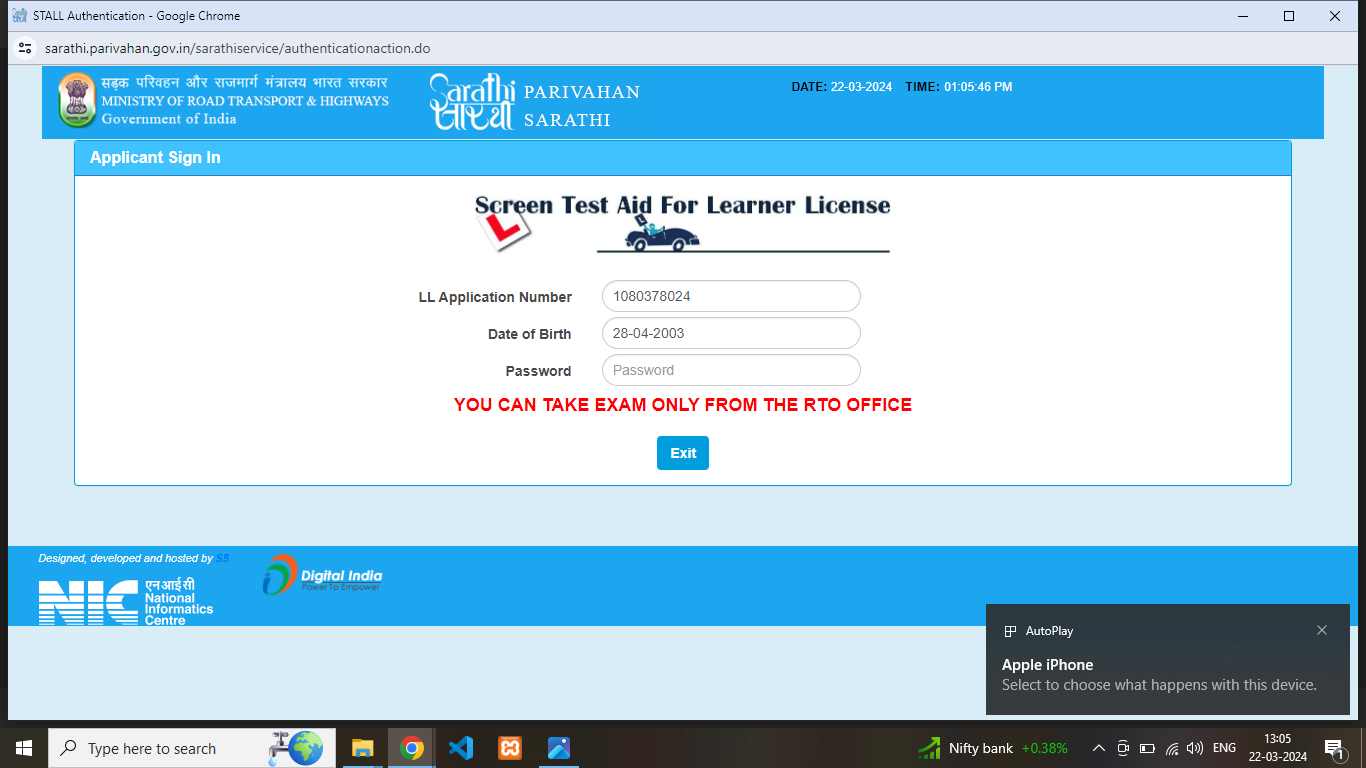 STALL Authentication - Google Chrome
sarathi.parivahan.gov.in/sarathiservice/authenticationaction.do
सड़क परिवहन और राजमार्ग मंत्रालय भारत सरकार
MINISTRY OF ROAD TRANSPORT & HIGHWAYS
Government of India
Sarathi
सारथी
PARIVAHAN
SARATHI
DATE: 22-03-2024 TIME: 01:05:46 PM
Applicant Sign In
Screen Test Aid For Learner License
L
LL Application Number 1080378024
Date of Birth 28-04-2003
Password Password
YOU CAN TAKE EXAM ONLY FROM THE RTO OFFICE
Exit
Designed, developed and hosted by S5
NIC
एनआईसी
National
Informatics
Centre
Digital India
Power To Empower
AutoPlay
Apple iPhone
Select to choose what happens with this device.
Type here to search
Nifty bank +0.38%
ENG
13:05
22-03-2024
1